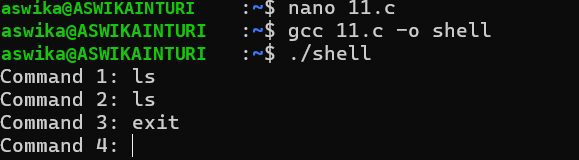 aswika@ASWIKAINTURI :~$ nano 11.c
aswika@ASWIKAINTURI :~$ gcc 11.c -o shell
aswika@ASWIKAINTURI :~$ ./shell
Command 1: ls
Command 2: ls
Command 3: exit
Command 4: